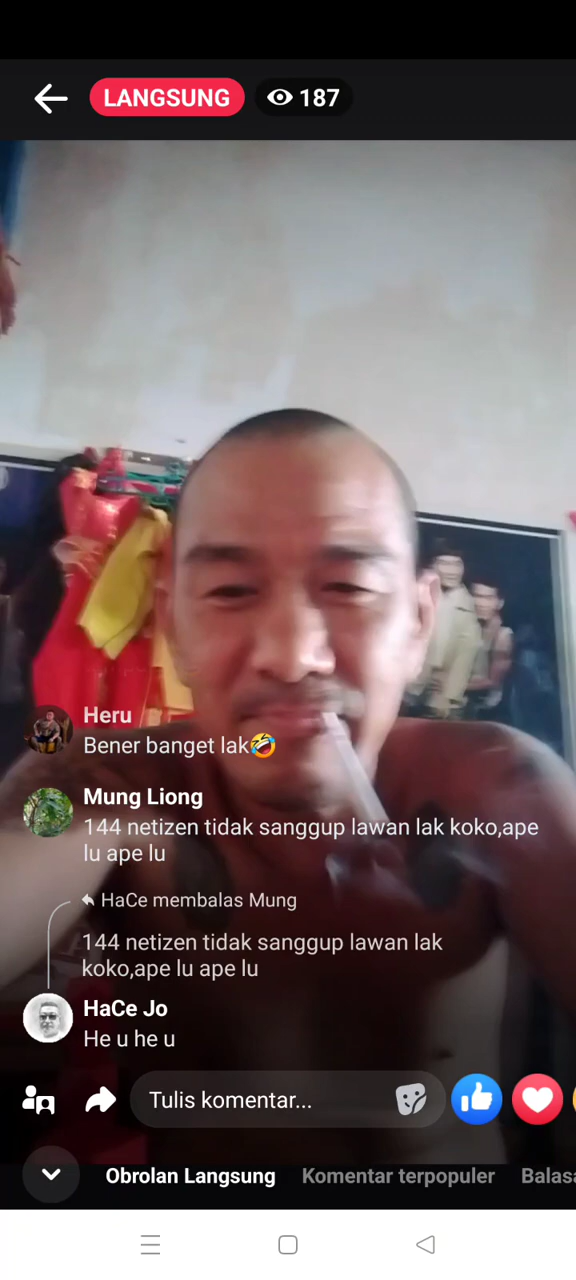 LANGSUNG 187
Heru
Bener banget lak🤣
Mung Liong
144 netizen tidak sanggup lawan lak koko,ape
lu ape lu
HaCe membalas Mung
144 netizen tidak sanggup lawan lak
koko,ape lu ape lu
HaCe Jo
He u he u
Tulis komentar...
Obrolan Langsung Komentar terpopuler Balasa